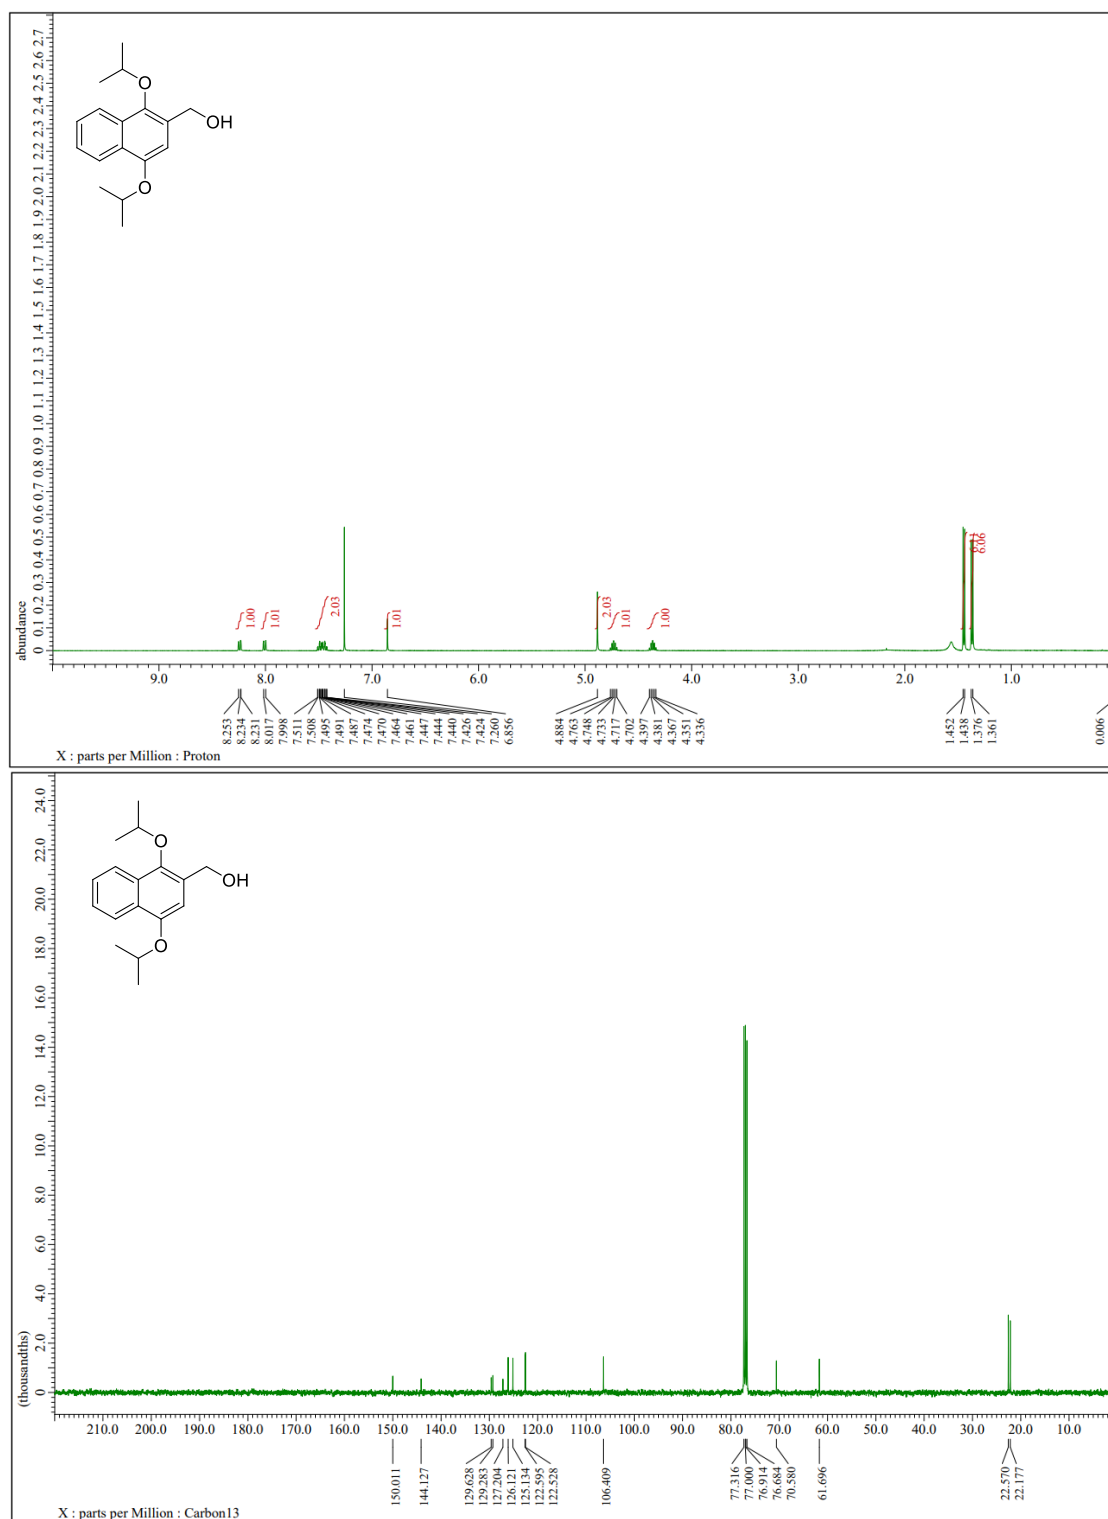 abundance
0 0.1 0.2 0.3 0.4 0.5 0.6 0.7 0.8 0.9 1.0 1.1 1.2 1.3 1.4 1.5 1.6 1.7 1.8 1.9 2.0 2.1 2.2 2.3 2.4 2.5 2.6 2.7
O
OH
O
1.00 1.01 2.03 1.01 2.03 1.01 1.00 6.06
9.0 8.0 7.0 6.0 5.0 4.0 3.0 2.0 1.0
8.253 8.234 8.231 8.017 7.998 7.511 7.508 7.495 7.491 7.487 7.474 7.470 7.464 7.461 7.447 7.444 7.440 7.426 7.424 7.260 6.856 4.884 4.763 4.748 4.733 4.717 4.702 4.397 4.381 4.367 4.351 4.336 1.452 1.438 1.376 1.361 0.006
X : parts per Million : Proton
(thousandths)
0 2.0 4.0 6.0 8.0 10.0 12.0 14.0 16.0 18.0 20.0 22.0 24.0
O
OH
O
210.0 200.0 190.0 180.0 170.0 160.0 150.0 140.0 130.0 120.0 110.0 100.0 90.0 80.0 70.0 60.0 50.0 40.0 30.0 20.0 10.0 0
150.011 144.127 129.628 129.283 127.204 126.121 125.134 122.595 122.528 106.409 77.316 77.000 76.914 76.684 70.580 61.696 22.570 22.177
X : parts per Million : Carbon13